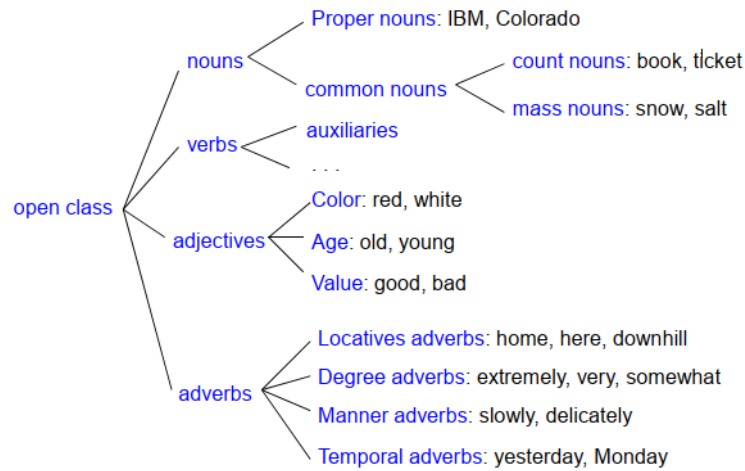 Proper nouns: IBM, Colorado
nouns
count nouns: book, ticket
common nouns
mass nouns: snow, salt
auxiliaries
verbs
. . .
Color: red, white
open class
adjectives
Age: old, young
Value: good, bad
Locatives adverbs: home, here, downhill
Degree adverbs: extremely, very, somewhat
adverbs
Manner adverbs: slowly, delicately
Temporal adverbs: yesterday, Monday